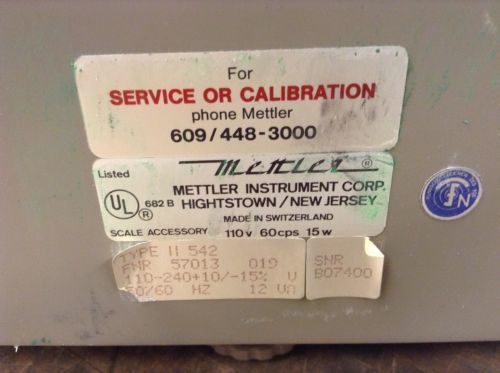 For
SERVICE OR CALIBRATION
phone Mettler
609/448-3000
Listed
Mettler ®
UL ® 682 B
METTLER INSTRUMENT CORP.
HIGHTSTOWN/NEW JERSEY
MADE IN SWITZERLAND
SCALE ACCESSORY 110v 60cps 15w
TYPE H 542
FNR 57013 019
110-240+10/-15% V
50/60 HZ 12 VA
SNR
B07400
FN